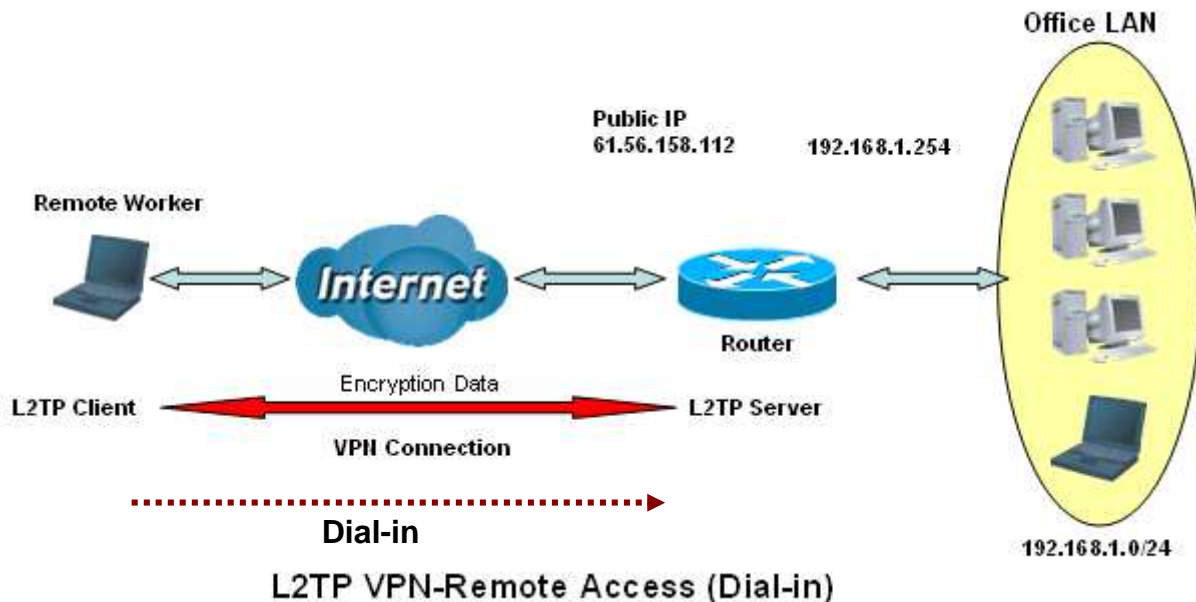 Office LAN
Public IP
61.56.158.112
192.168.1.254
Remote Worker
Internet
Router
Encryption Data
L2TP Client
L2TP Server
VPN Connection
Dial-in
192.168.1.0/24
L2TP VPN-Remote Access (Dial-in)